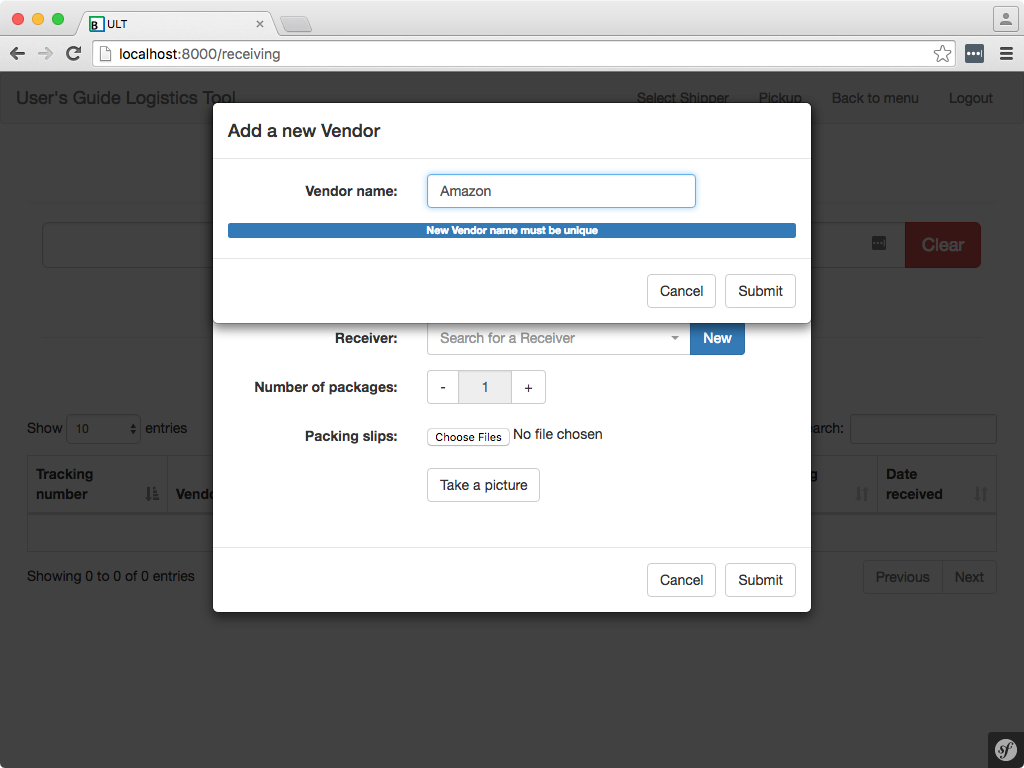 ULT
localhost:8000/receiving
User's Guide Logistics Tool
Select Shipper Pickup Back to menu Logout
Add a new Vendor
Vendor name: Amazon
New Vendor name must be unique
Clear
Cancel Submit
Receiver: Search for a Receiver New
Number of packages: - 1 +
Packing slips: Choose Files No file chosen
Take a picture
Show 10 entries
Tracking number
Date received
Showing 0 to 0 of 0 entries
Cancel Submit
Previous Next